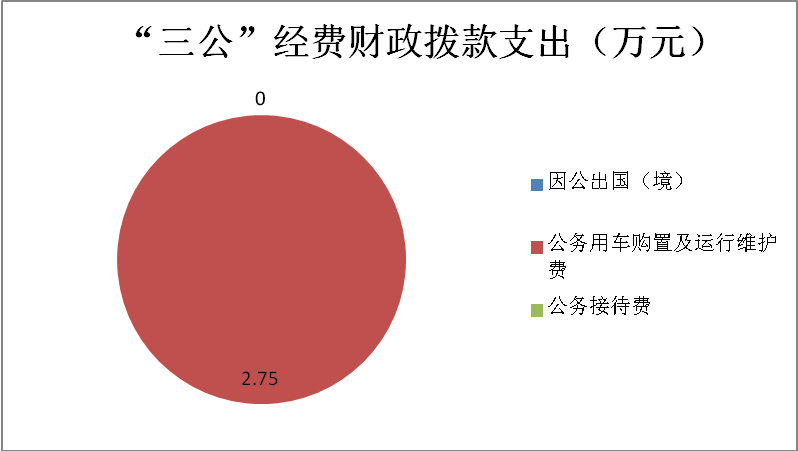 “三公”经费财政拨款支出（万元）
0
2.75
因公出国（境）
公务用车购置及运行维护
费
公务接待费